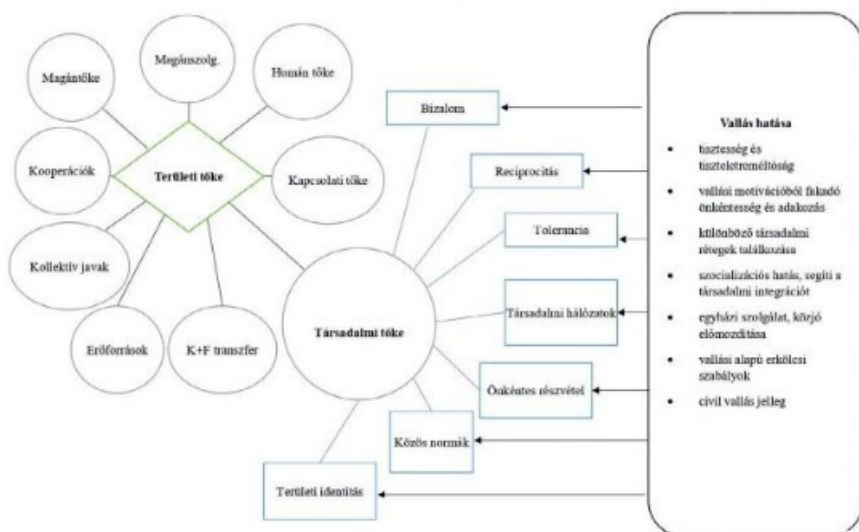 Magántőke
Magánszolg.
Humán tőke
Kooperációk
Területi tőke
Kapcsolati tőke
Kollektív javak
Erőforrások
K+F transzfer
Társadalmi tőke
Bizalom
Reciprocitás
Tolerancia
Társadalmi hálózatok
Önkéntes részvétel
Közös normák
Területi identitás
Vallás hatása
• tisztesség és
tiszteletreméltóság
• vallási motivációból fakadó
önkéntesség és adakozás
• különböző társadalmi
rétegek találkozása
• szocializációs hatás, segíti a
társadalmi integrációt
• egyházi szolgálat, közjó
előmozdítása
• vallási alapú erkölcsi
szabályok
• civil vallás jelleg